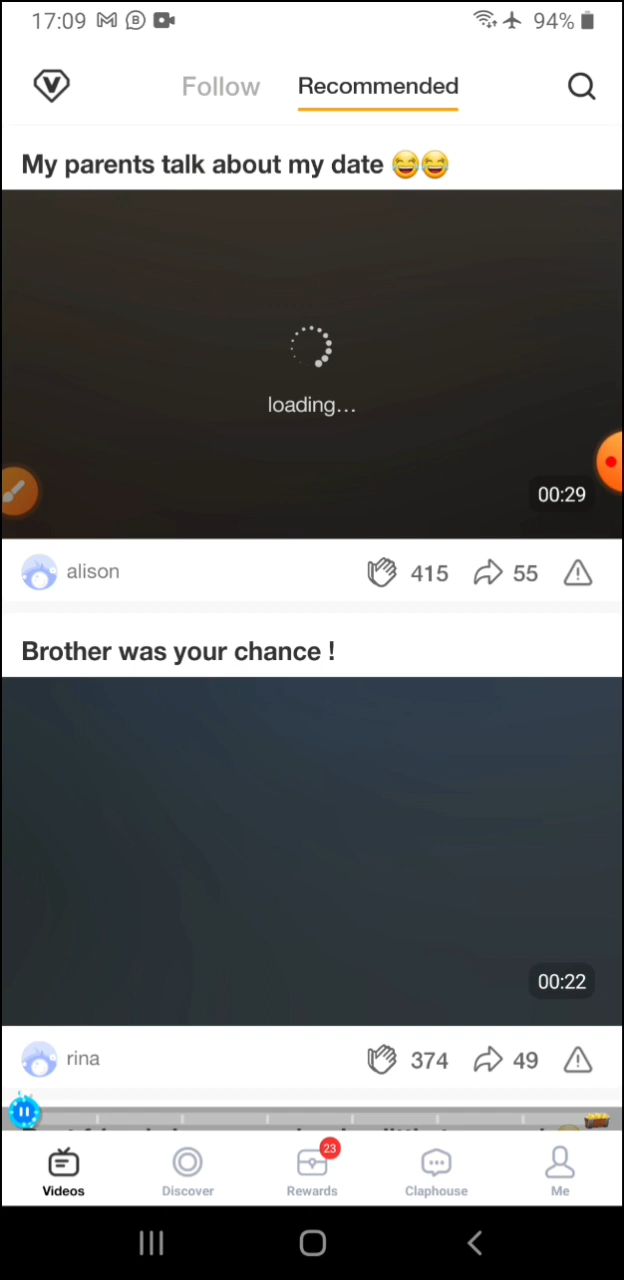 17:09 94%
Follow Recommended
My parents talk about my date 😂😂
loading...
00:29
alison 415 55
Brother was your chance !
00:22
rina 374 49
23
Videos Discover Rewards Claphouse Me